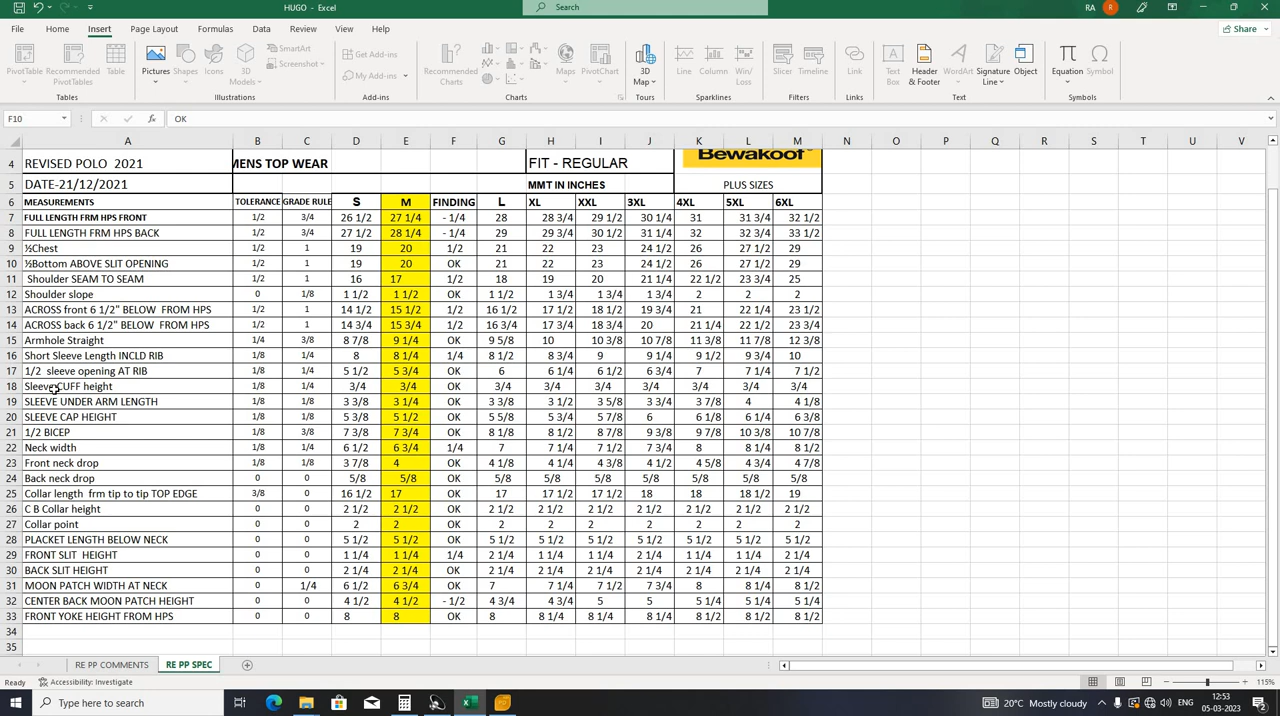 HUGO - Excel
Search
RA R
File Home Insert Page Layout Formulas Data Review View Help
Share
PivotTable Recommended PivotTables Table
Pictures Shapes Icons 3D Models SmartArt Screenshot
Get Add-ins
My Add-ins
Recommended Charts Maps PivotChart 3D Map
Line Column Win/Loss
Slicer Timeline Link Text Box Header & Footer WordArt Signature Line Object Equation Symbol
Tables Illustrations Add-ins Charts Tours Sparklines Filters Links Text Symbols
F10 fx OK
A B C D E F G H I J K L M N O P Q R S T U V
4 REVISED POLO 2021 MENS TOP WEAR FIT - REGULAR Bewakoof
5 DATE-21/12/2021 MMT IN INCHES PLUS SIZES
6 MEASUREMENTS TOLERANCE GRADE RULE S M FINDING L XL XXL 3XL 4XL 5XL 6XL
7 FULL LENGTH FRM HPS FRONT 1/2 3/4 26 1/2 27 1/4 - 1/4 28 28 3/4 29 1/2 30 1/4 31 31 3/4 32 1/2
8 FULL LENGTH FRM HPS BACK 1/2 3/4 27 1/2 28 1/4 - 1/4 29 29 3/4 30 1/2 31 1/4 32 32 3/4 33 1/2
9 ½Chest 1/2 1 19 20 1/2 21 22 23 24 1/2 26 27 1/2 29
10 ½Bottom ABOVE SLIT OPENING 1/2 1 19 20 OK 21 22 23 24 1/2 26 27 1/2 29
11 Shoulder SEAM TO SEAM 1/2 1 16 17 1/2 18 19 20 21 1/4 22 1/2 23 3/4 25
12 Shoulder slope 0 1/8 1 1/2 1 1/2 OK 1 1/2 1 3/4 1 3/4 1 3/4 2 2 2
13 ACROSS front 6 1/2" BELOW FROM HPS 1/2 1 14 1/2 15 1/2 1/2 16 1/2 17 1/2 18 1/2 19 3/4 21 22 1/4 23 1/2
14 ACROSS back 6 1/2" BELOW FROM HPS 1/2 1 14 3/4 15 3/4 1/2 16 3/4 17 3/4 18 3/4 20 21 1/4 22 1/2 23 3/4
15 Armhole Straight 1/4 3/8 8 7/8 9 1/4 OK 9 5/8 10 10 3/8 10 7/8 11 3/8 11 7/8 12 3/8
16 Short Sleeve Length INCLD RIB 1/8 1/4 8 8 1/4 1/4 8 1/2 8 3/4 9 9 1/4 9 1/2 9 3/4 10
17 1/2 sleeve opening AT RIB 1/8 1/4 5 1/2 5 3/4 OK 6 6 1/4 6 1/2 6 3/4 7 7 1/4 7 1/2
18 Sleeve CUFF height 1/8 1/4 3/4 3/4 OK 3/4 3/4 3/4 3/4 3/4 3/4 3/4
19 SLEEVE UNDER ARM LENGTH 1/8 1/8 3 3/8 3 1/4 OK 3 3/8 3 1/2 3 5/8 3 3/4 3 7/8 4 4 1/8
20 SLEEVE CAP HEIGHT 1/8 1/8 5 3/8 5 1/2 OK 5 5/8 5 3/4 5 7/8 6 6 1/8 6 1/4 6 3/8
21 1/2 BICEP 1/8 3/8 7 3/8 7 3/4 OK 8 1/8 8 1/2 8 7/8 9 3/8 9 7/8 10 3/8 10 7/8
22 Neck width 1/8 1/4 6 1/2 6 3/4 1/4 7 7 1/4 7 1/2 7 3/4 8 8 1/4 8 1/2
23 Front neck drop 1/8 1/8 3 7/8 4 OK 4 1/8 4 1/4 4 3/8 4 1/2 4 5/8 4 3/4 4 7/8
24 Back neck drop 0 0 5/8 5/8 OK 5/8 5/8 5/8 5/8 5/8 5/8 5/8
25 Collar length frm tip to tip TOP EDGE 3/8 0 16 1/2 17 OK 17 17 1/2 17 1/2 18 18 18 1/2 19
26 C B Collar height 0 0 2 1/2 2 1/2 OK 2 1/2 2 1/2 2 1/2 2 1/2 2 1/2 2 1/2 2 1/2
27 Collar point 0 0 2 2 OK 2 2 2 2 2 2 2
28 PLACKET LENGTH BELOW NECK 0 0 5 1/2 5 1/2 OK 5 1/2 5 1/2 5 1/2 5 1/2 5 1/2 5 1/2 5 1/2
29 FRONT SLIT HEIGHT 0 0 1 1/4 1 1/4 1/4 1 1/4 1 1/4 1 1/4 2 1/4 2 1/4 2 1/4 2 1/4
30 BACK SLIT HEIGHT 0 0 2 1/4 2 1/4 OK 2 1/4 2 1/4 2 1/4 2 1/4 2 1/4 2 1/4 2 1/4
31 MOON PATCH WIDTH AT NECK 0 1/4 6 1/2 6 3/4 OK 7 7 1/4 7 1/2 7 3/4 8 8 1/4 8 1/2
32 CENTER BACK MOON PATCH HEIGHT 0 0 4 1/2 4 1/2 - 1/2 4 3/4 4 3/4 5 5 5 1/4 5 1/4 5 1/4
33 FRONT YOKE HEIGHT FROM HPS 0 0 8 8 OK 8 8 1/4 8 1/4 8 1/4 8 1/2 8 1/2 8 1/2
34
35
RE PP COMMENTS RE PP SPEC
Ready Accessibility: Investigate 115%
Type here to search 20°C Mostly cloudy ENG 12:53
05-03-2023